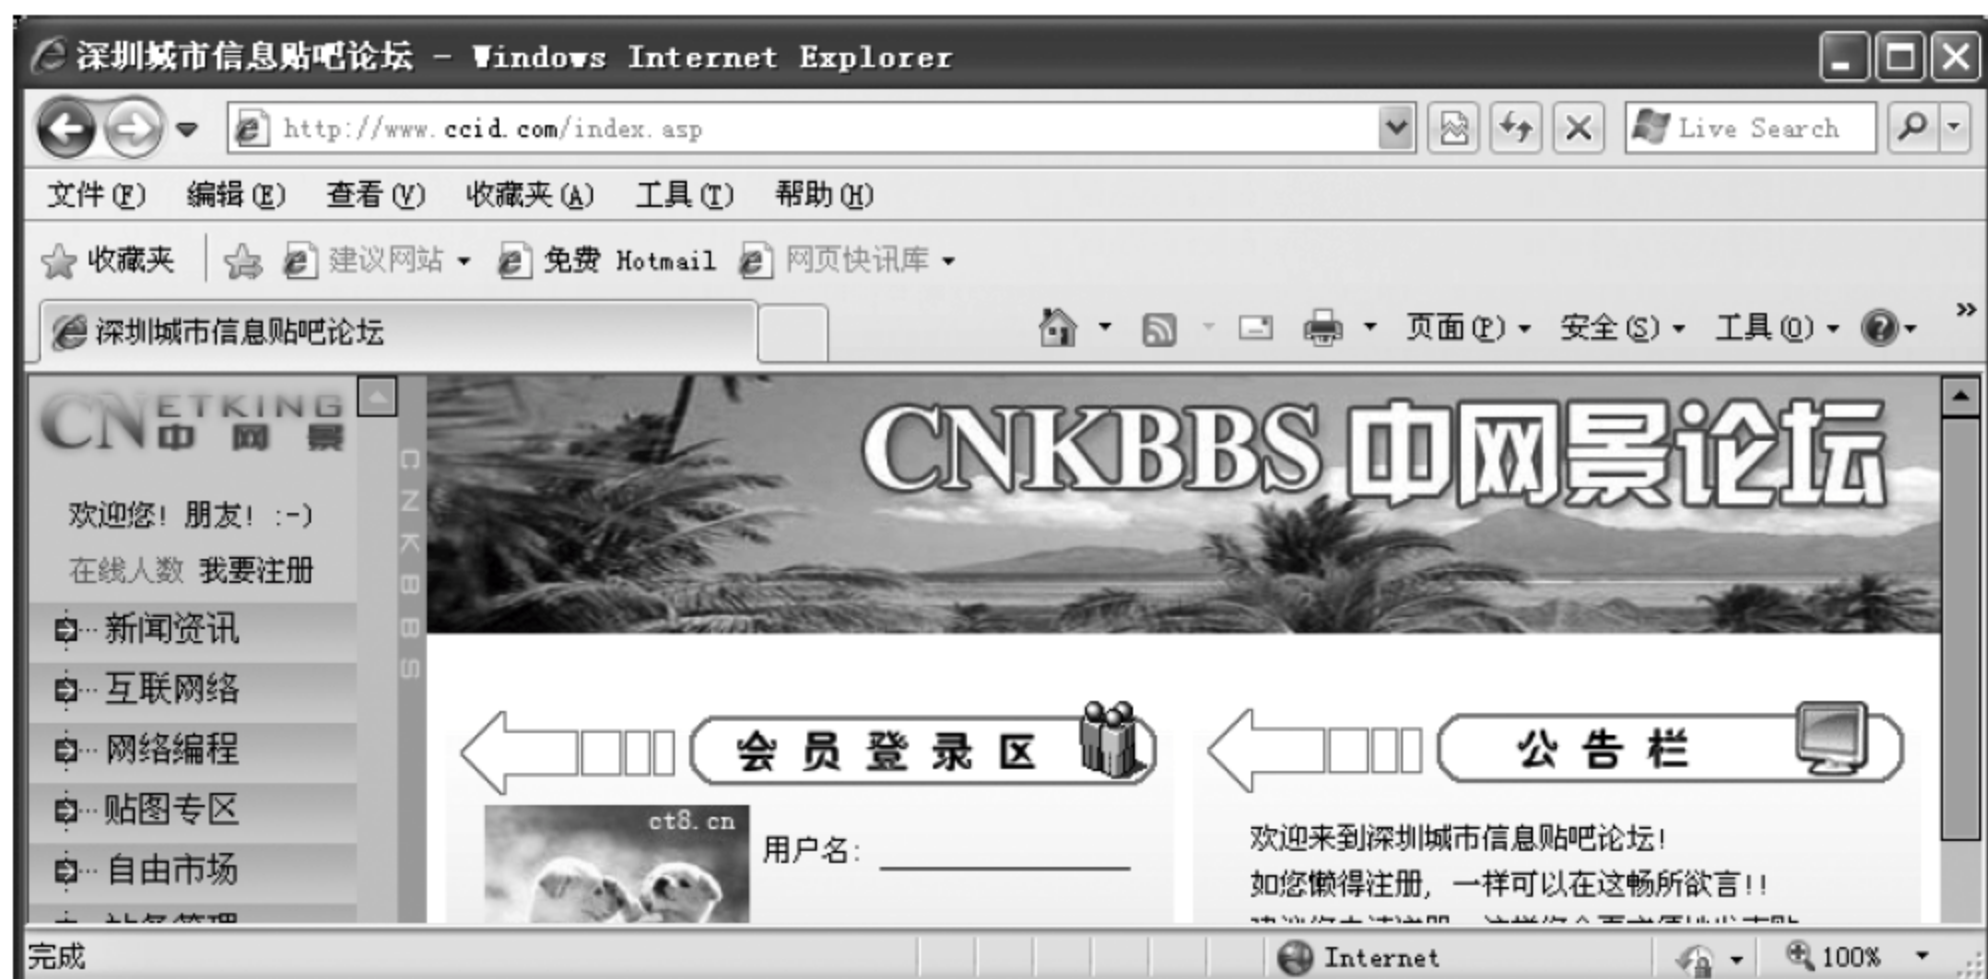 深圳城市信息贴吧论坛 - Windows Internet Explorer
http://www.ccid.com/index.asp
Live Search
文件(F) 编辑(E) 查看(V) 收藏夹(A) 工具(T) 帮助(H)
收藏夹 建议网站 免费 Hotmail 网页快讯库
深圳城市信息贴吧论坛
页面(P) 安全(S) 工具(O) »
CNETKING
中网景
欢迎您! 朋友! :-)
在线人数 我要注册
新闻资讯
互联网络
网络编程
贴图专区
自由市场
站务管理
CNKBBS
CNKBBS 中网景论坛
会员登录区
ct8.cn
用户名:
公告栏
欢迎来到深圳城市信息贴吧论坛!
如您懒得注册, 一样可以在这畅所欲言!!
完成
Internet
100%